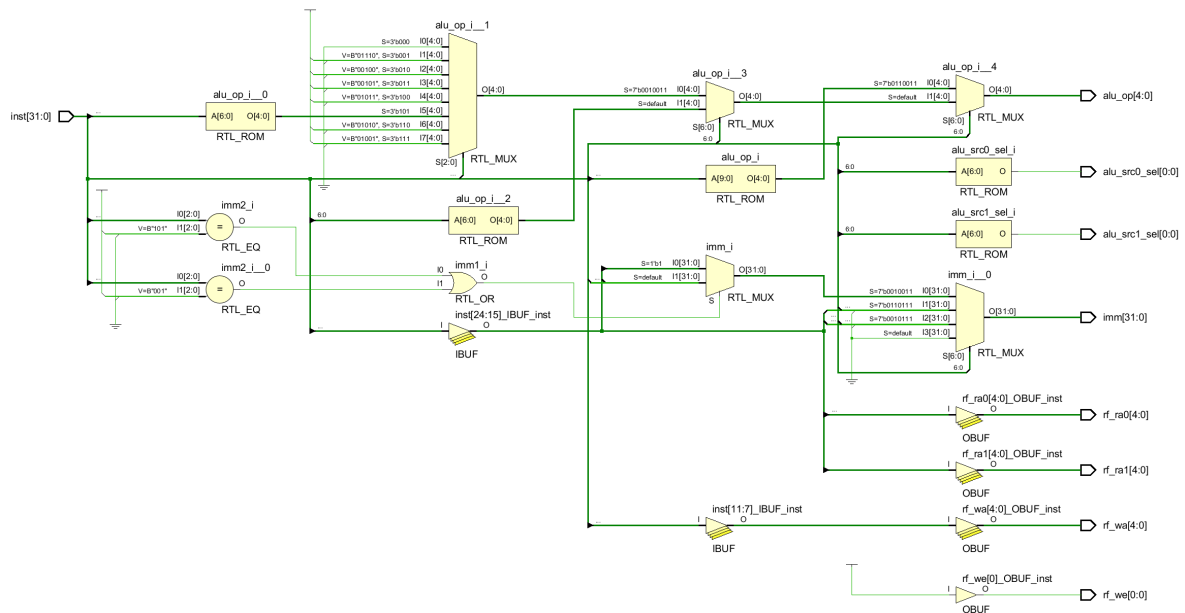 alu_op_i__1
S=3'b000 I0[4:0]
V=B"01110", S=3'b001 I1[4:0]
V=B"00100", S=3'b010 I2[4:0]
V=B"00101", S=3'b011 I3[4:0]
V=B"01011", S=3'b100 I4[4:0]
S=3'b101 I5[4:0]
V=B"01010", S=3'b110 I6[4:0]
V=B"01001", S=3'b111 I7[4:0]
O[4:0]
S[2:0]
RTL_MUX
inst[31:0]
alu_op_i__0
A[6:0] O[4:0]
RTL_ROM
alu_op_i__3
S=7'b0010011 I0[4:0]
S=default I1[4:0]
O[4:0]
S[6:0]
6:0
RTL_MUX
alu_op_i__4
S=7'b0110011 I0[4:0]
S=default I1[4:0]
O[4:0]
S[6:0]
6:0
RTL_MUX
alu_op[4:0]
alu_op_i
A[9:0] O[4:0]
RTL_ROM
alu_src0_sel_i
6:0
A[6:0] O
RTL_ROM
alu_src0_sel[0:0]
alu_op_i__2
6:0
A[6:0] O[4:0]
RTL_ROM
alu_src1_sel_i
6:0
A[6:0] O
RTL_ROM
alu_src1_sel[0:0]
imm2_i
I0[2:0]
V=B"101" I1[2:0]
=
O
RTL_EQ
imm2_i__0
I0[2:0]
V=B"001" I1[2:0]
=
O
RTL_EQ
imm1_i
I0
I1
O
RTL_OR
imm_i
S=1'b1 I0[31:0]
S=default I1[31:0]
O[31:0]
S
RTL_MUX
imm_i__0
S=7'b0010011 I0[31:0]
S=7'b0110111 I1[31:0]
S=7'b0010111 I2[31:0]
S=default I3[31:0]
O[31:0]
S[6:0]
6:0
RTL_MUX
imm[31:0]
inst[24:15]_IBUF_inst
I O
IBUF
rf_ra0[4:0]_OBUF_inst
I O
OBUF
rf_ra0[4:0]
rf_ra1[4:0]_OBUF_inst
I O
OBUF
rf_ra1[4:0]
inst[11:7]_IBUF_inst
I O
IBUF
rf_wa[4:0]_OBUF_inst
I O
OBUF
rf_wa[4:0]
rf_we[0]_OBUF_inst
I O
OBUF
rf_we[0:0]